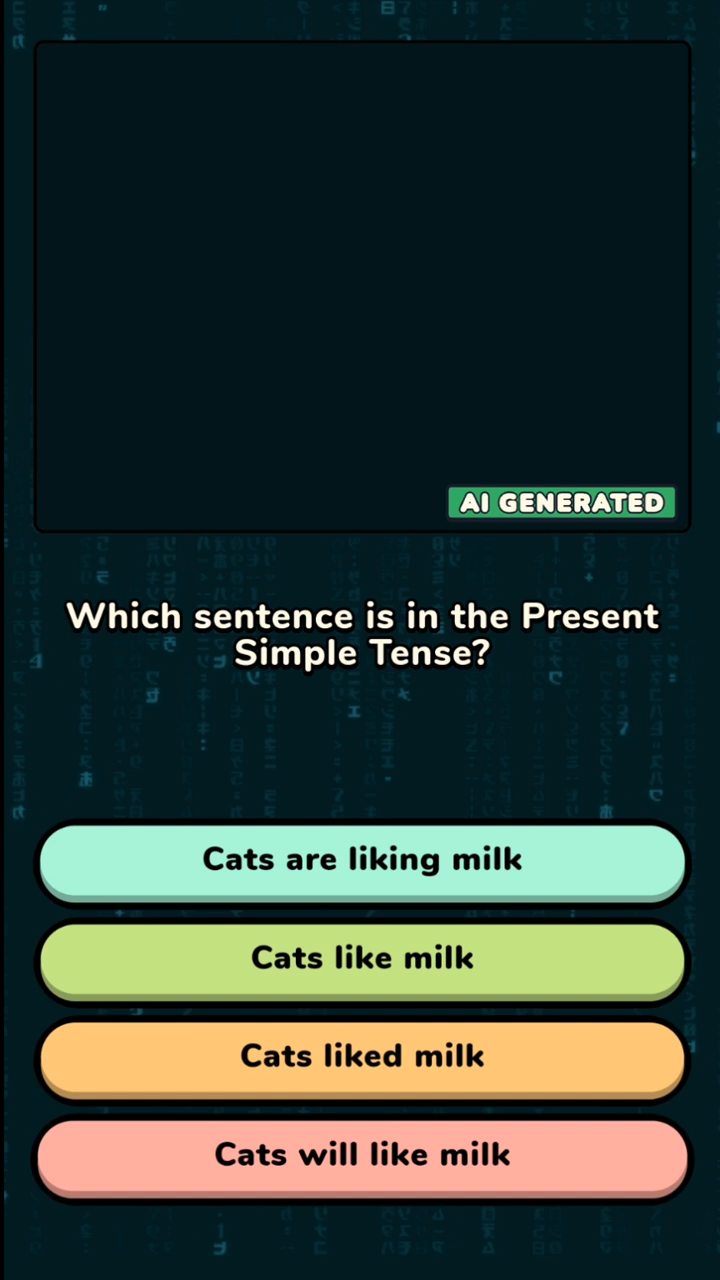 AI GENERATED
Which sentence is in the Present
Simple Tense?
Cats are liking milk
Cats like milk
Cats liked milk
Cats will like milk